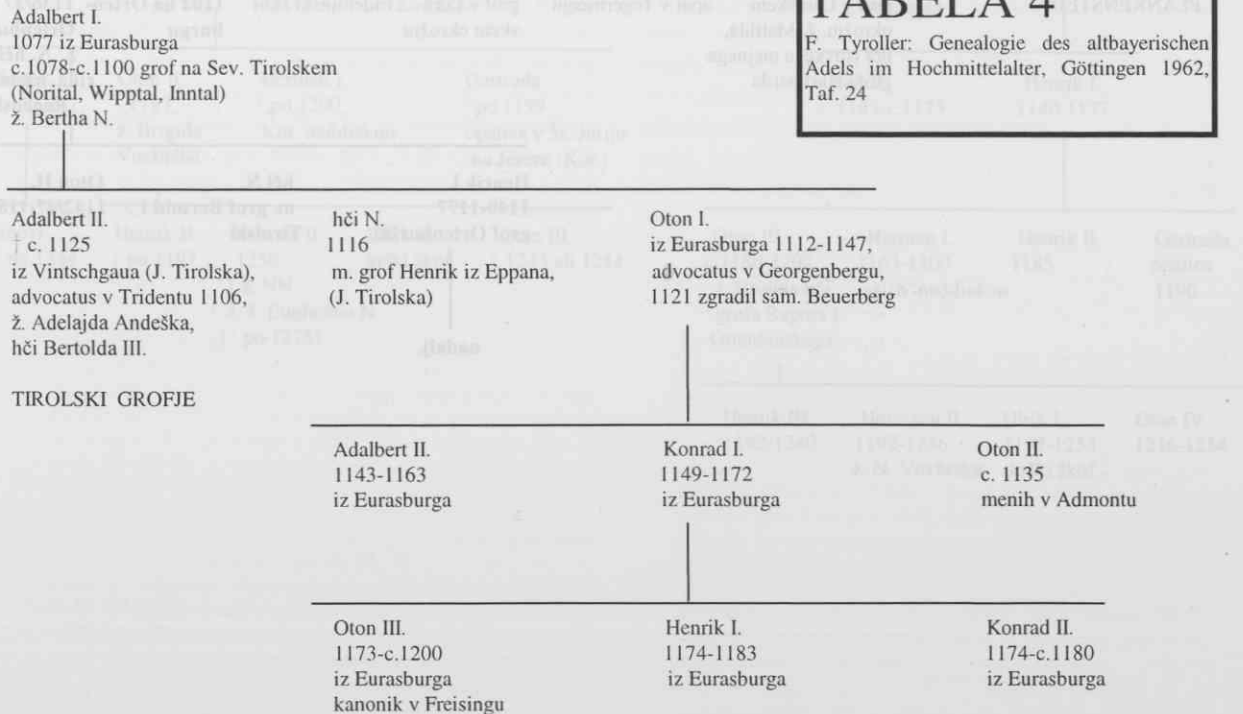 TABELA 4
F. Tyroller: Genealogie des altbayerischen
Adels im Hochmittelalter, Göttingen 1962,
Taf. 24
Adalbert I.
1077 iz Eurasburga
c.1078-c.1100 grof na Sev. Tirolskem
(Norital, Wipptal, Inntal)
ž. Bertha N.
Adalbert II.
† c. 1125
iz Vintschgaua (J. Tirolska),
advocatus v Tridentu 1106,
ž. Adelajda Andeška,
hči Bertolda III.
TIROLSKI GROFJE
hči N.
1116
m. grof Henrik iz Eppana,
(J. Tirolska)
Oton I.
iz Eurasburga 1112-1147,
advocatus v Georgenbergu,
1121 zgradil sam. Beuerberg
Adalbert II.
1143-1163
iz Eurasburga
Konrad I.
1149-1172
iz Eurasburga
Oton II.
c. 1135
menih v Admontu
Oton III.
1173-c.1200
iz Eurasburga
kanonik v Freisingu
Henrik I.
1174-1183
iz Eurasburga
Konrad II.
1174-c.1180
iz Eurasburga